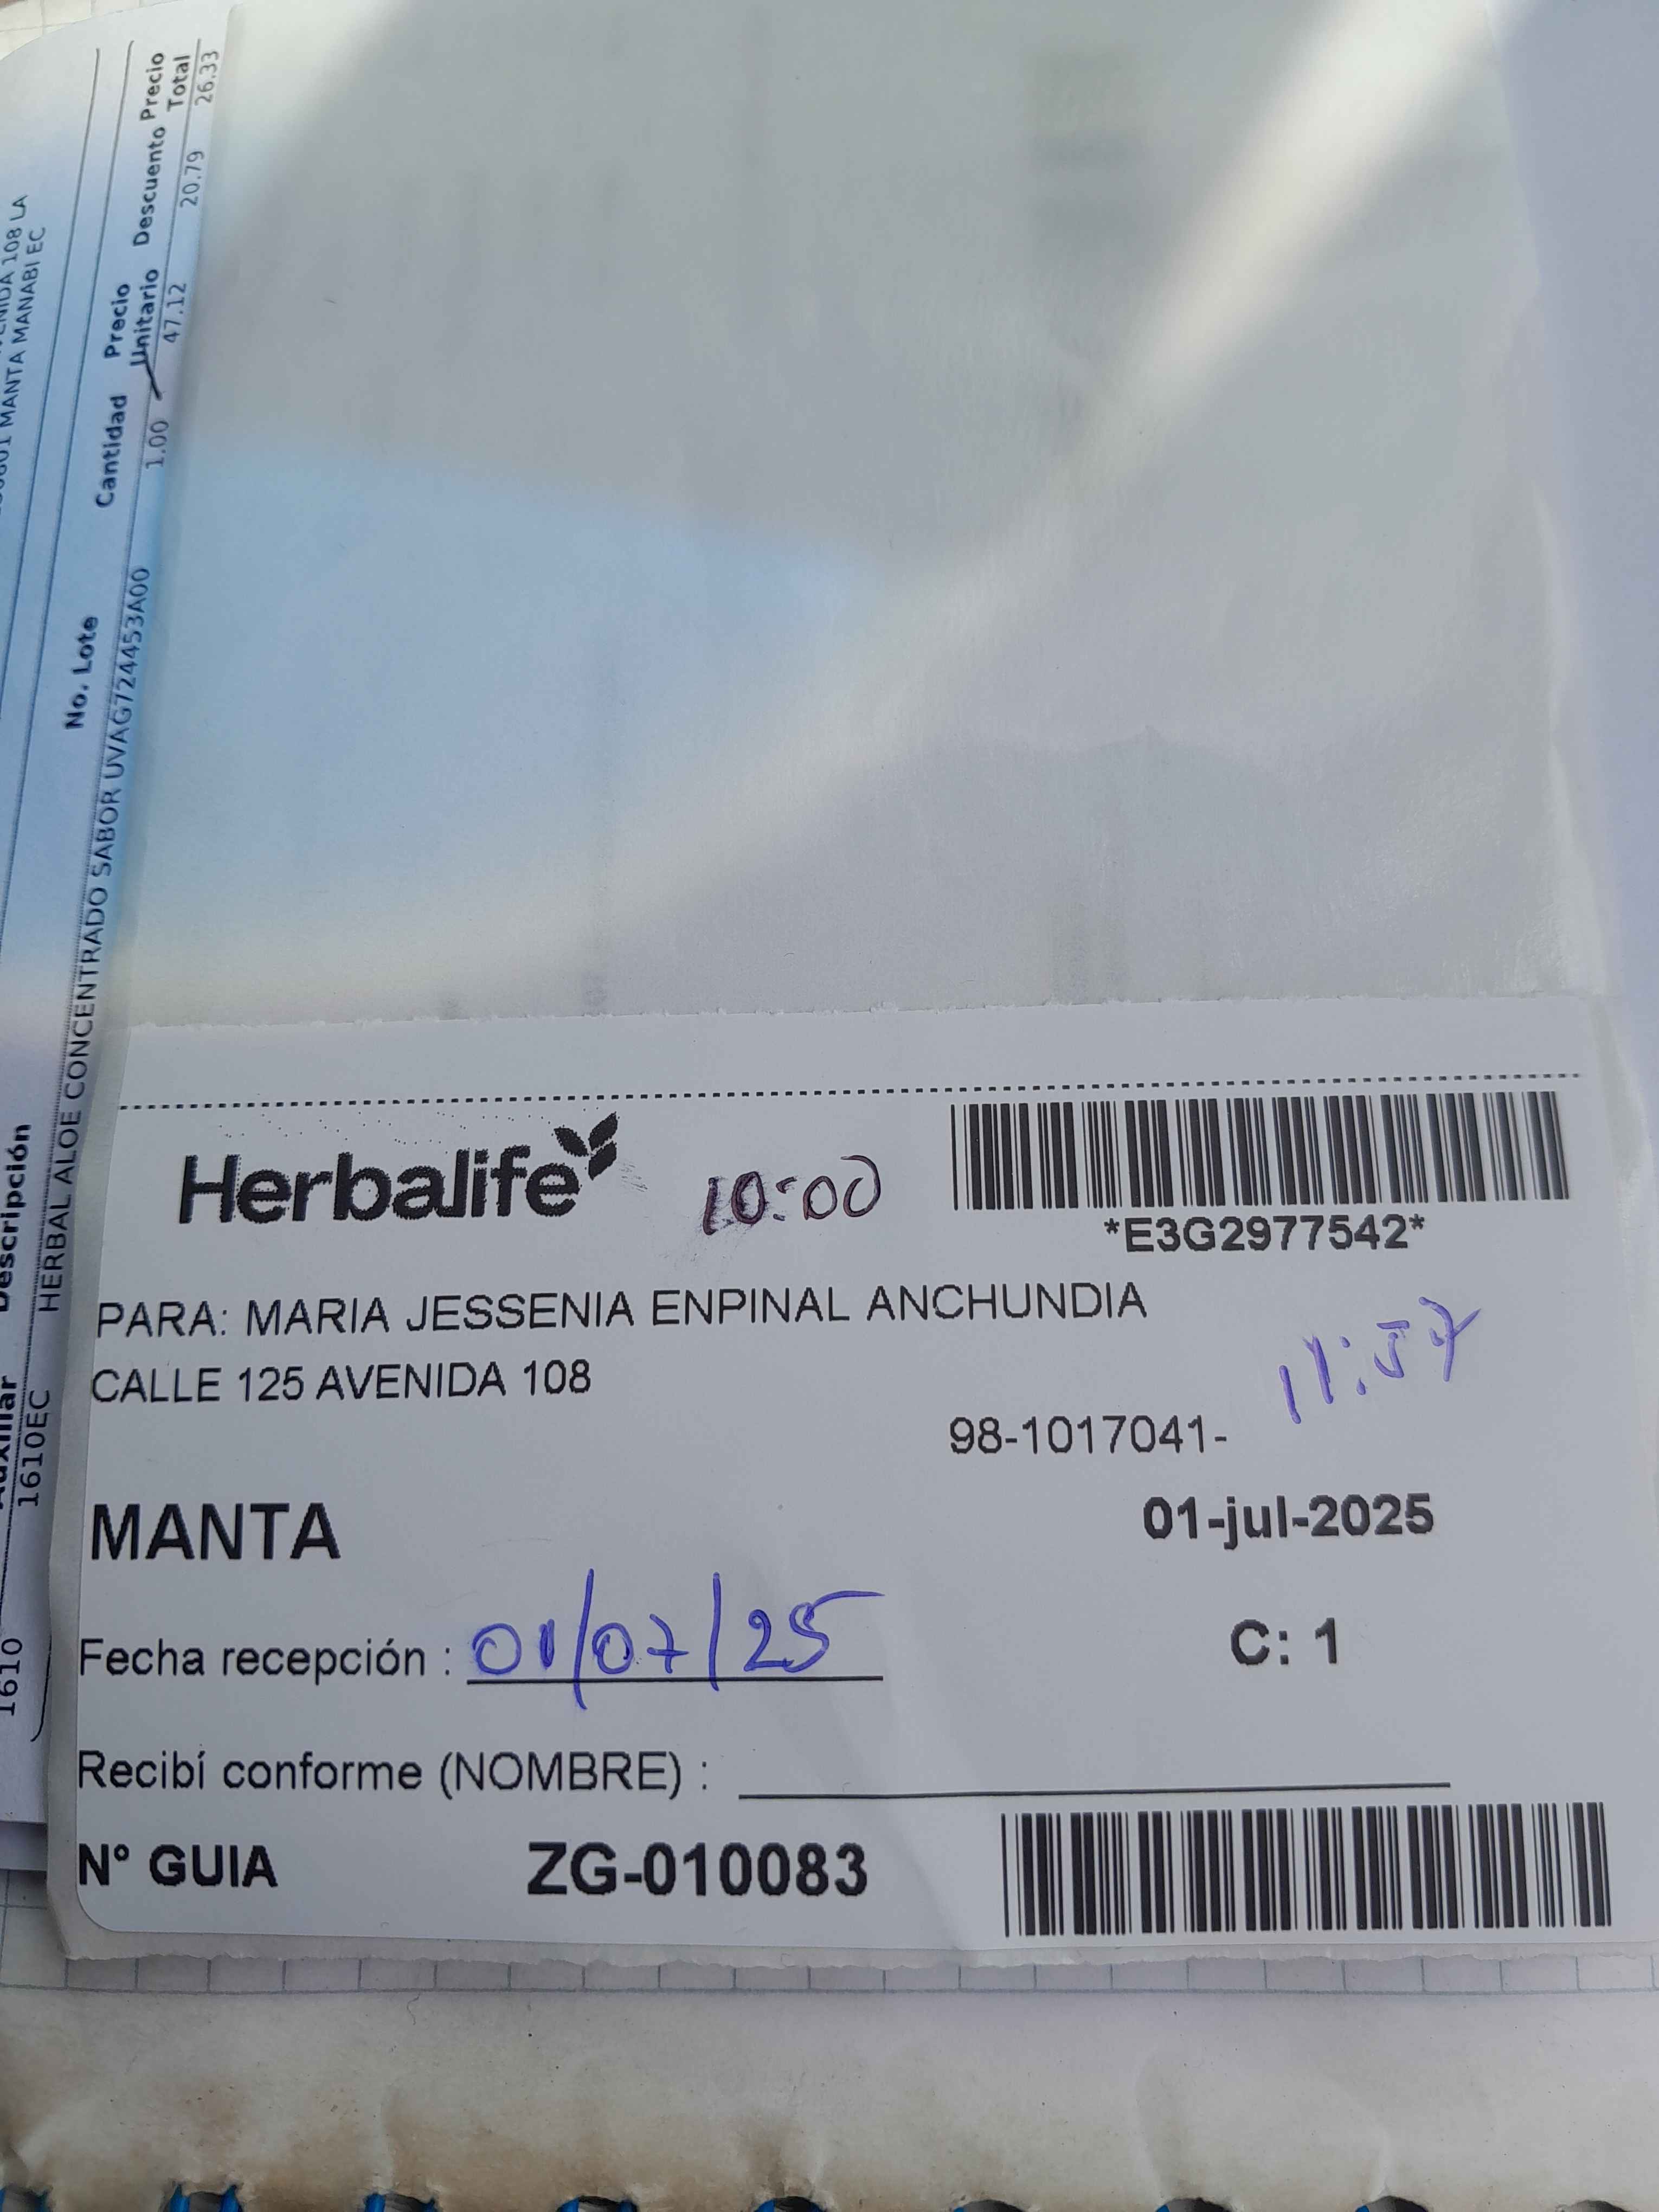 108 LA
MANTA MANABI EC
No. Lote Cantidad Precio Unitario Descuento Precio Total
Descripción
1610 1610EC HERBAL ALOE CONCENTRADO SABOR UVAG724453A00 1.00 47.12 20.79 26.33
Herbalife 10:00
*E3G2977542*
PARA: MARIA JESSENIA ENPINAL ANCHUNDIA
11:57
CALLE 125 AVENIDA 108
98-1017041-
MANTA 01-jul-2025
Fecha recepción : 01/07/25 C: 1
Recibí conforme (NOMBRE) :
N° GUIA ZG-010083